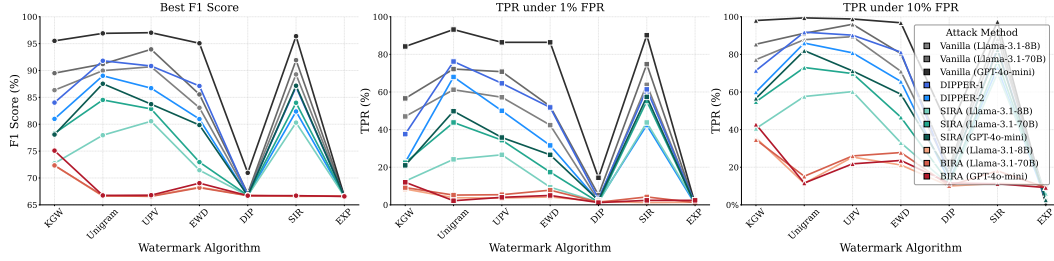 Best F1 Score
F1 Score (%)
100
95
90
85
80
75
70
65
KGW
Unigram
UPV
EWD
DIP
SIR
EXP
Watermark Algorithm
TPR under 1% FPR
TPR (%)
100
80
60
40
20
0
KGW
Unigram
UPV
EWD
DIP
SIR
EXP
Watermark Algorithm
TPR under 10% FPR
TPR (%)
100
80
60
40
20
0%
KGW
Unigram
UPV
EWD
DIP
SIR
EXP
Watermark Algorithm
Attack Method
Vanilla (Llama-3.1-8B)
Vanilla (Llama-3.1-70B)
Vanilla (GPT-4o-mini)
DIPPER-1
DIPPER-2
SIRA (Llama-3.1-8B)
SIRA (Llama-3.1-70B)
SIRA (GPT-4o-mini)
BIRA (Llama-3.1-8B)
BIRA (Llama-3.1-70B)
BIRA (GPT-4o-mini)